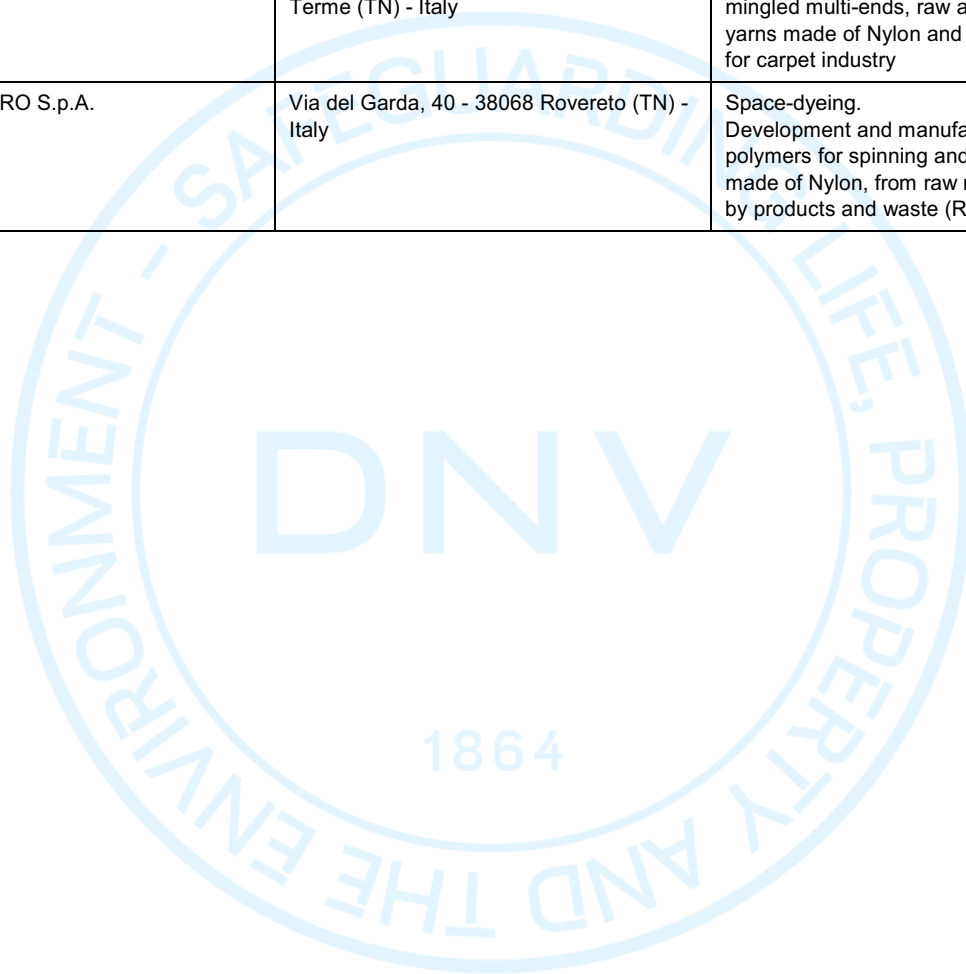 Terme (TN) - Italy
mingled multi-ends, raw a
yarns made of Nylon and
for carpet industry
RO S.p.A.
Via del Garda, 40 - 38068 Rovereto (TN) -
Italy
Space-dyeing.
Development and manufa
polymers for spinning and
made of Nylon, from raw
by products and waste (R
SAFEGUARDING LIFE, PROPERTY AND THE ENVIRONMENT -
DNV
1864